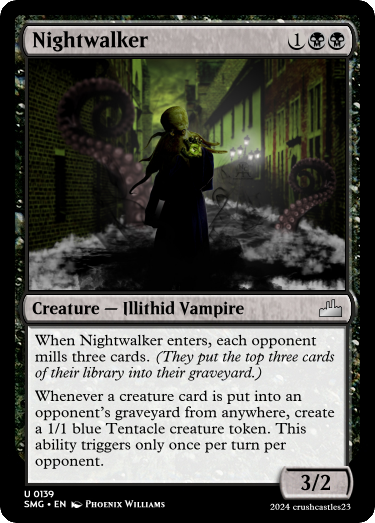 Nightwalker 1
Creature — Illithid Vampire
When Nightwalker enters, each opponent
mills three cards. (They put the top three cards
of their library into their graveyard.)
Whenever a creature card is put into an
opponent's graveyard from anywhere, create
a 1/1 blue Tentacle creature token. This
ability triggers only once per turn per
opponent.
3/2
U 0139
SMG • EN Phoenix Williams
2024 crushcastles23